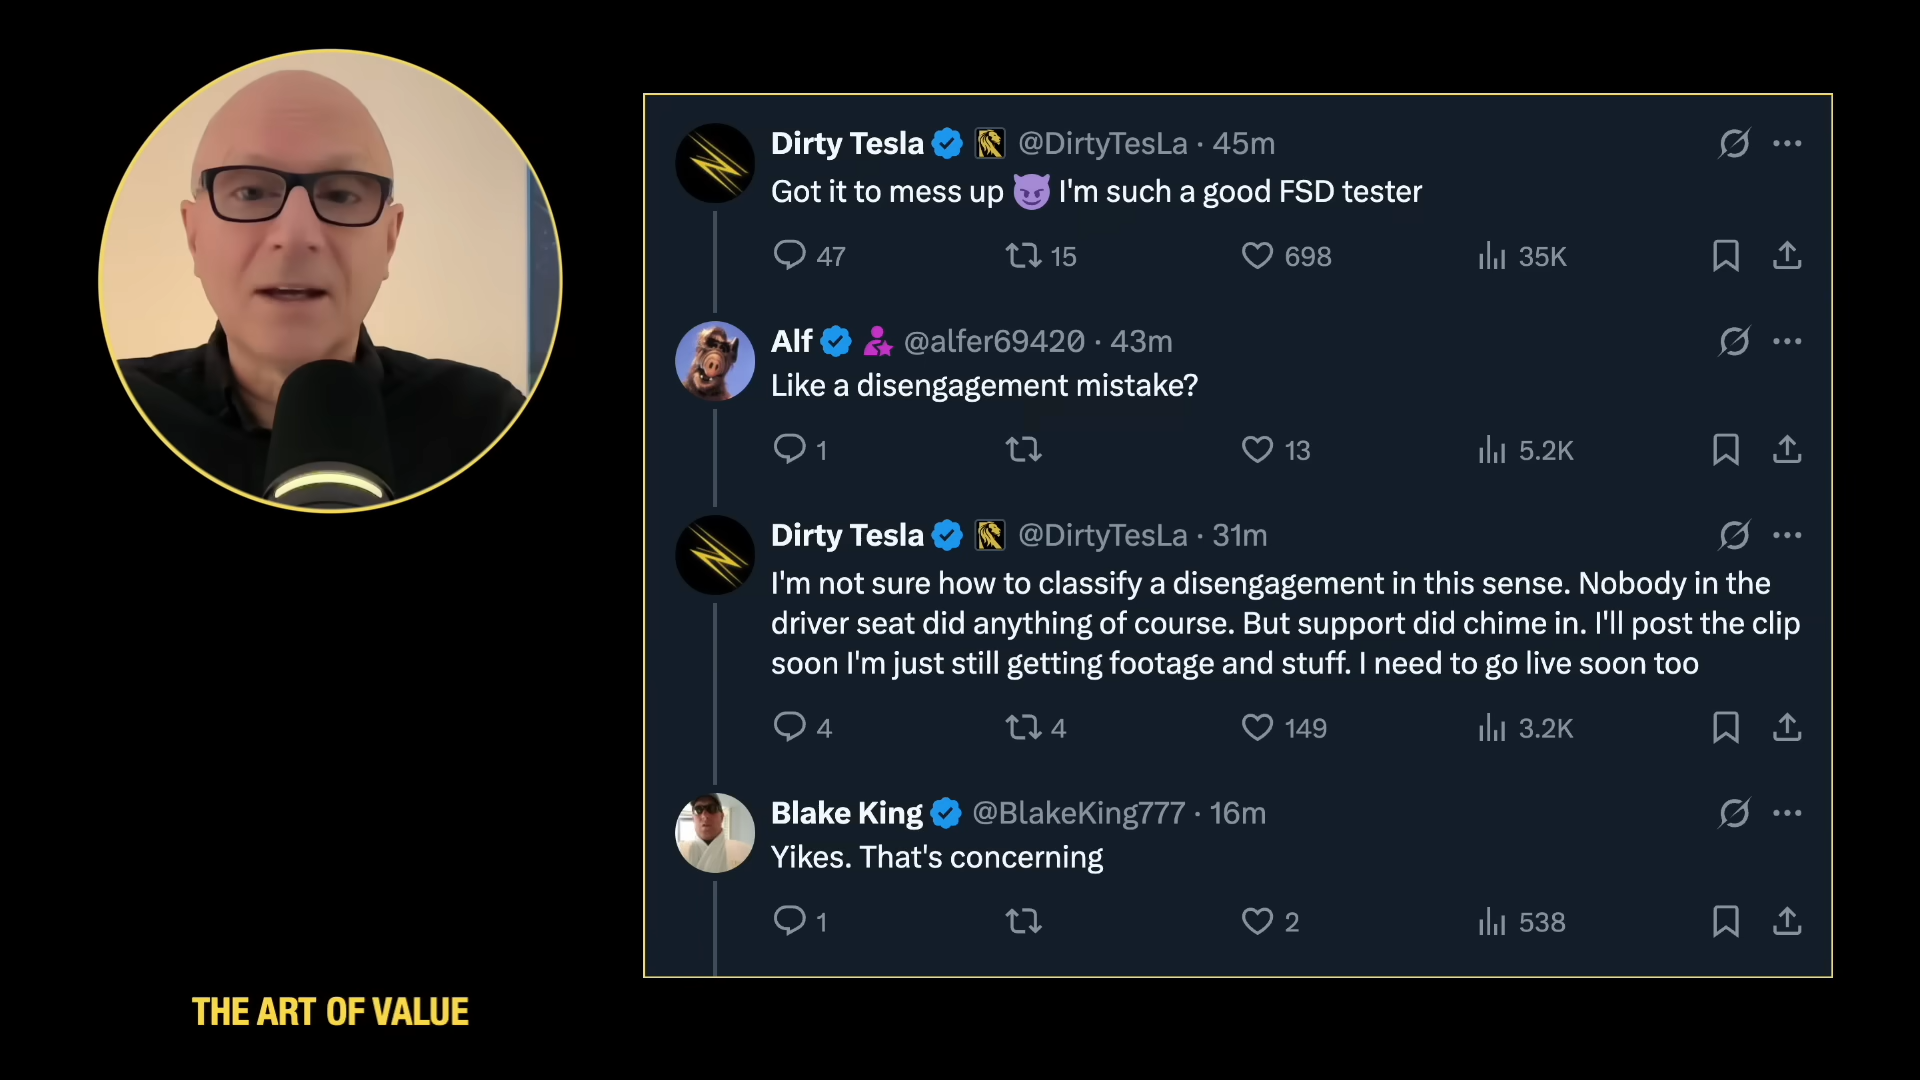 Dirty Tesla @DirtyTesLa · 45m
Got it to mess up 😈 I'm such a good FSD tester
47 15 698 35K
Alf @alfer69420 · 43m
Like a disengagement mistake?
1 13 5.2K
Dirty Tesla @DirtyTesLa · 31m
I'm not sure how to classify a disengagement in this sense. Nobody in the
driver seat did anything of course. But support did chime in. I'll post the clip
soon I'm just still getting footage and stuff. I need to go live soon too
4 4 149 3.2K
Blake King @BlakeKing777 · 16m
Yikes. That's concerning
1 2 538
THE ART OF VALUE